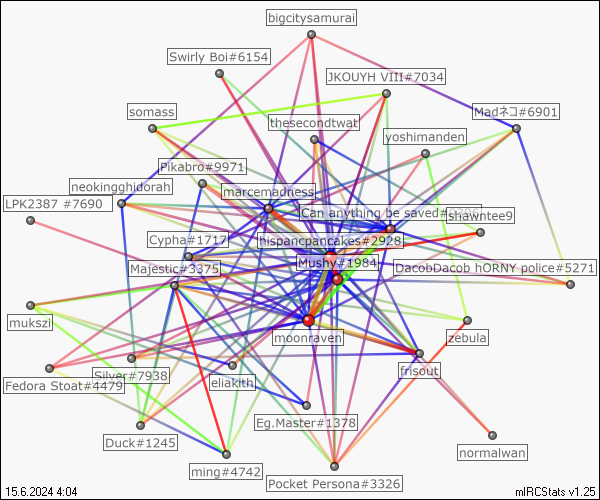 bigcitysamurai
Swirly Boi#6154
JKOUYH VIII#7034
somass
Madネコ#6901
thesecondtwat
yoshimanden
Pikabro#9971
neokingghidorah
marcemadness
LPK2387 #7690
Can anything be saved
shawntee9
Cypha#1717
hispanicpancakes#2928
Mushy#1984
Majestic#3375
DacobDacob hORNY police#5271
mukszi
moonraven
zebula
frisout
Silver#7938
Fedora Stoat#4479
eliakith
Eg.Master#1378
Duck#1245
normalwan
ming#4742
Pocket Persona#3326
15.6.2024 4:04
mIRCStats v1.25